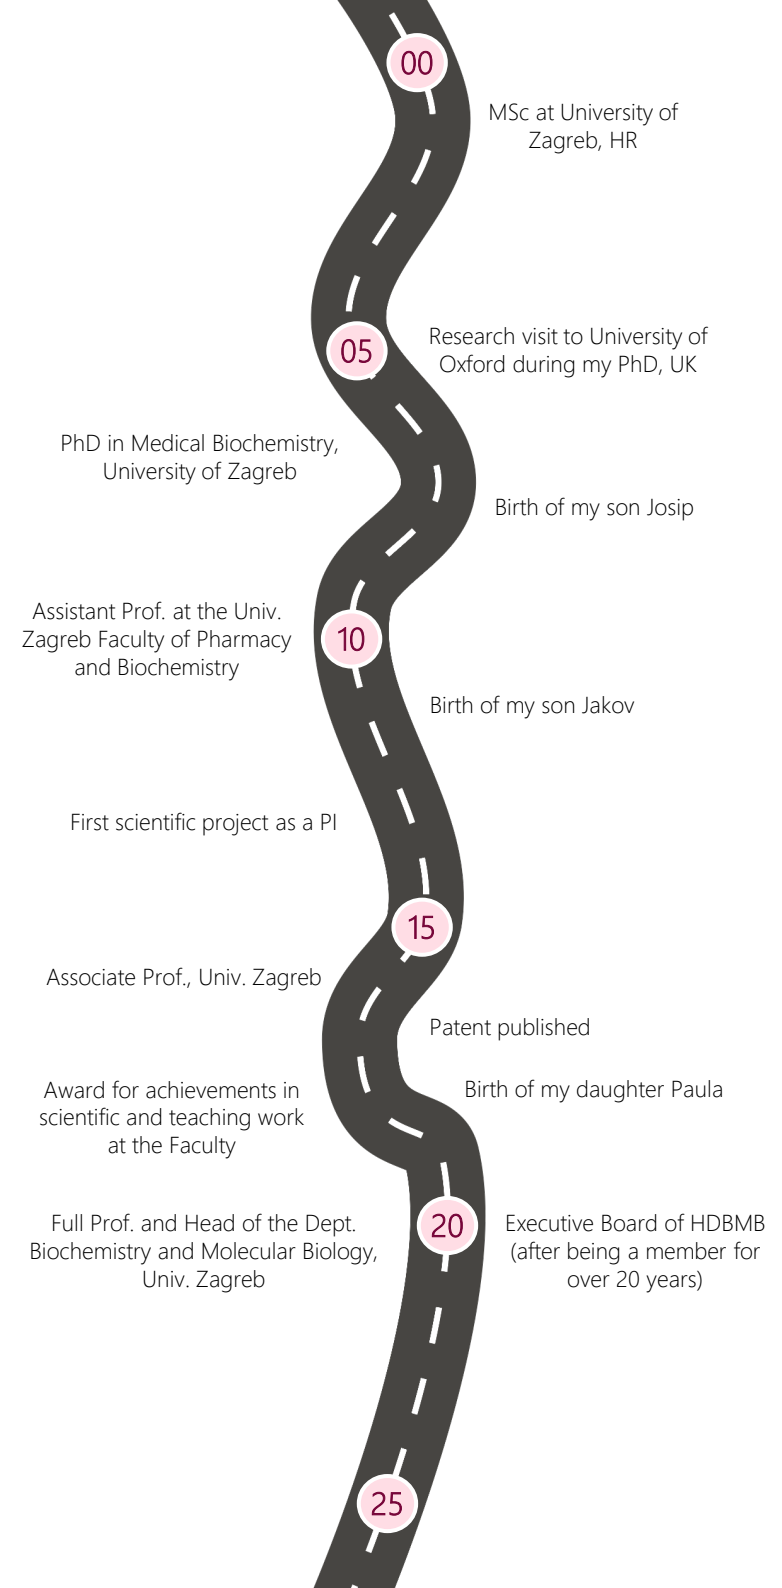 00
MSc at University of
Zagreb, HR
05
Research visit to University of
Oxford during my PhD, UK
PhD in Medical Biochemistry,
University of Zagreb
Birth of my son Josip
Assistant Prof. at the Univ.
Zagreb Faculty of Pharmacy
and Biochemistry
10
Birth of my son Jakov
First scientific project as a PI
15
Associate Prof., Univ. Zagreb
Patent published
Award for achievements in
scientific and teaching work
at the Faculty
Birth of my daughter Paula
Full Prof. and Head of the Dept.
Biochemistry and Molecular Biology,
Univ. Zagreb
20
Executive Board of HDBMB
(after being a member for
over 20 years)
25